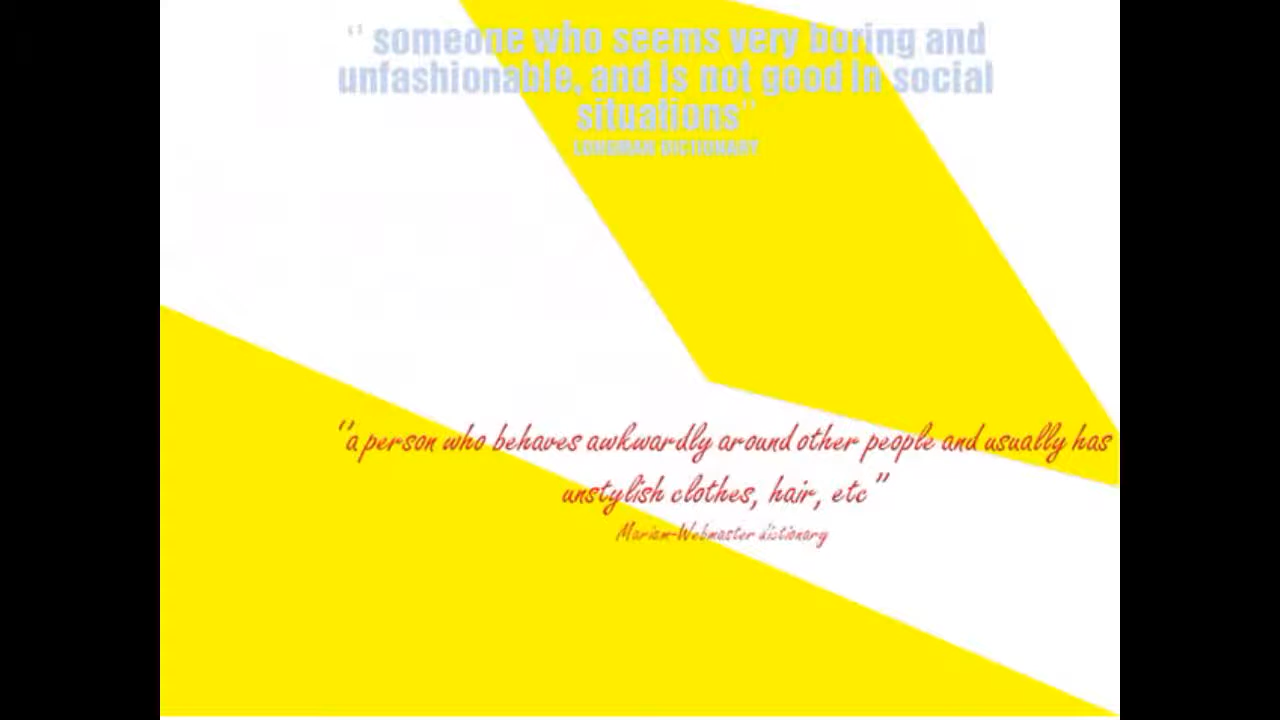 “ someone who seems very boring and
unfashionable, and is not good in social
situations”
LONGMAN DICTIONARY
“a person who behaves awkwardly around other people and usually has
unstylish clothes, hair, etc”
Mariam-Webmaster dictionary